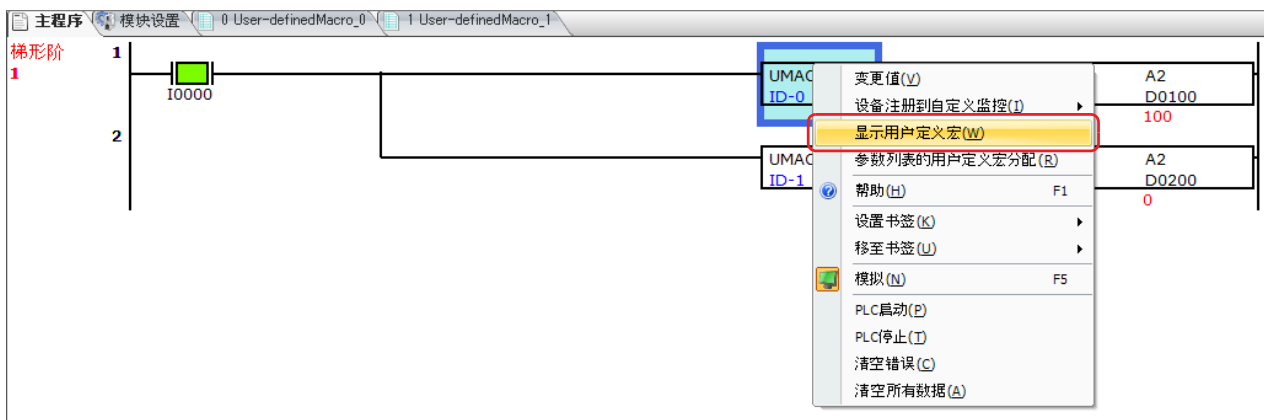 主程序 模块设置 0 User-definedMacro_0 1 User-definedMacro_1
梯形阶
1
1
I0000
2
UMAC
ID-0
A2
D0100
100
UMAC
ID-1
A2
D0200
0
变更值(V)
设备注册到自定义监控(I)
显示用户定义宏(W)
参数列表的用户定义宏分配(R)
帮助(H) F1
设置书签(K)
移至书签(U)
模拟(N) F5
PLC启动(P)
PLC停止(T)
清空错误(C)
清空所有数据(A)